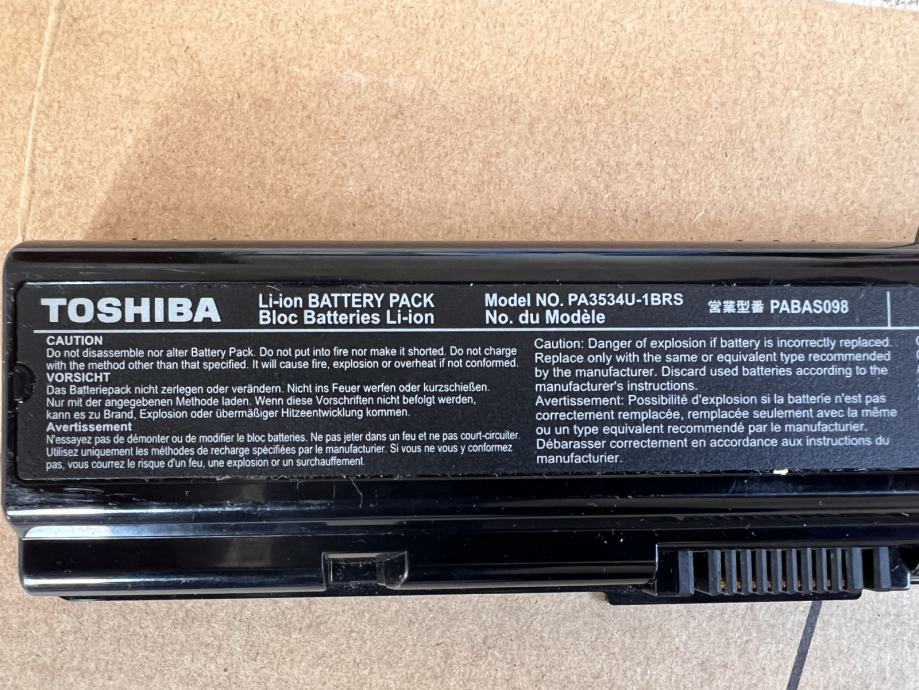 TOSHIBA
Li-ion BATTERY PACK
Bloc Batteries Li-ion
Model NO. PA3534U-1BRS
No. du Modèle
営業型番 PABAS098
CAUTION
Do not disassemble nor alter Battery Pack. Do not put into fire nor make it shorted. Do not charge
with the method other than that specified. It will cause fire, explosion or overheat if not conformed.
VORSICHT
Das Batteriepack nicht zerlegen oder verändern. Nicht ins Feuer werfen oder kurzschließen.
Nur mit der angegebenen Methode laden. Wenn diese Vorschriften nicht befolgt werden,
kann es zu Brand, Explosion oder übermäßiger Hitzeentwicklung kommen.
Avertissement
N'essayez pas de démonter ou de modifier le bloc batteries. Ne pas jeter dans un feu et ne pas court-circuiter.
Utilisez uniquement les méthodes de recharge spécifiées par le manufacturier. Si vous ne vous y conformez
pas, vous courrez le risque d'un feu, une explosion or un surchauffement.
Caution: Danger of explosion if battery is incorrectly replaced.
Replace only with the same or equivalent type recommended
by the manufacturer. Discard used batteries according to the
manufacturer's instructions.
Avertissement: Possibilité d'explosion si la batterie n'est pas
correctement remplacée, remplacée seulement avec la même
ou un type equivalent recommendé par le manufacturier.
Débarasser correctement en accordance aux instructions du
manufacturier.